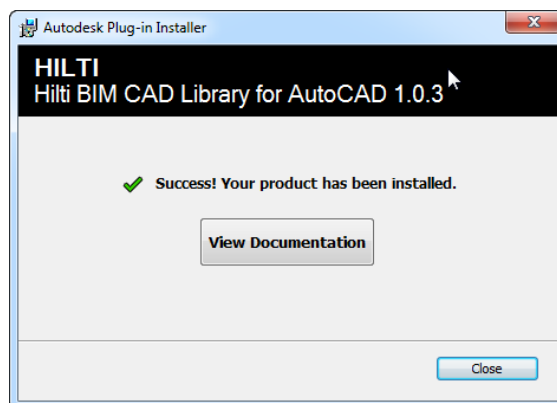 Autodesk Plug-in Installer
HILTI
Hilti BIM CAD Library for AutoCAD 1.0.3
Success! Your product has been installed.
View Documentation
Close